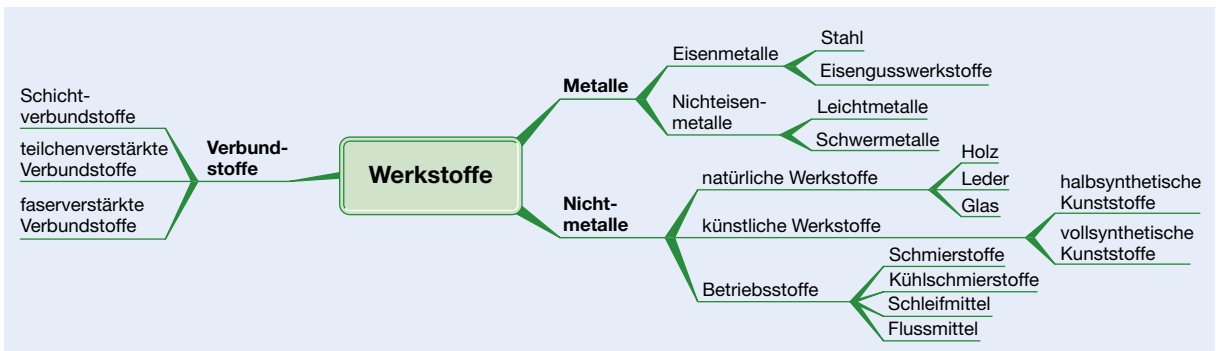 Werkstoffe
Verbund-
stoffe
Schicht-
verbundstoffe
teilchenverstärkte
Verbundstoffe
faserverstärkte
Verbundstoffe
Metalle
Eisenmetalle
Stahl
Eisengusswerkstoffe
Nichteisen-
metalle
Leichtmetalle
Schwermetalle
Nicht-
metalle
natürliche Werkstoffe
Holz
Leder
Glas
künstliche Werkstoffe
halbsynthetische
Kunststoffe
vollsynthetische
Kunststoffe
Betriebsstoffe
Schmierstoffe
Kühlschmierstoffe
Schleifmittel
Flussmittel